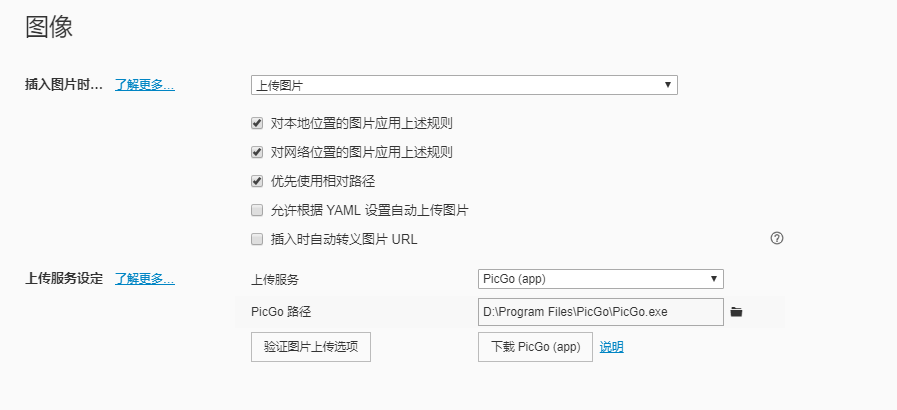 图像
插入图片时... 了解更多... 上传图片
对本地位置的图片应用上述规则
对网络位置的图片应用上述规则
优先使用相对路径
允许根据 YAML 设置自动上传图片
插入时自动转义图片 URL
上传服务设定 了解更多... 上传服务 PicGo (app)
PicGo 路径 D:\Program Files\PicGo\PicGo.exe
验证图片上传选项 下载 PicGo (app) 说明